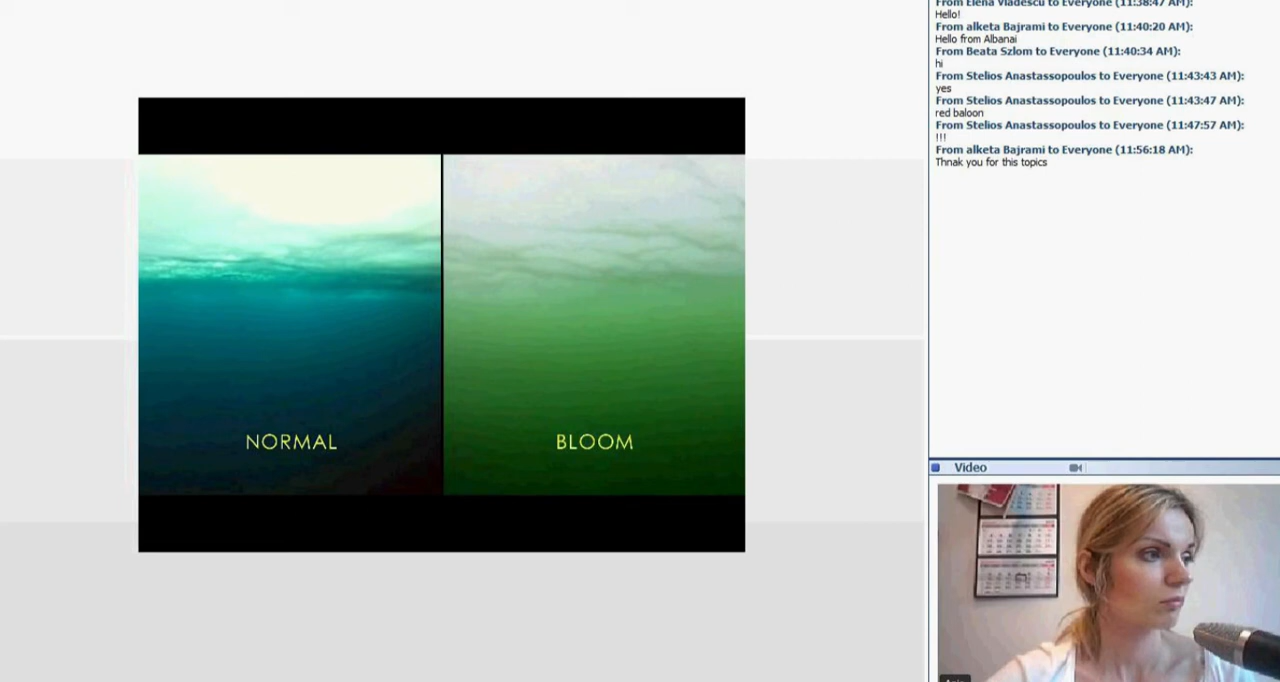 From Elena Vladescu to Everyone (11:38:47 AM):
Hello!
From alketa Bajrami to Everyone (11:40:20 AM):
Hello from Albanai
From Beata Szlom to Everyone (11:40:34 AM):
hi
From Stelios Anastassopoulos to Everyone (11:43:43 AM):
yes
From Stelios Anastassopoulos to Everyone (11:43:47 AM):
red baloon
From Stelios Anastassopoulos to Everyone (11:47:57 AM):
!!!
From alketa Bajrami to Everyone (11:56:18 AM):
Thnak you for this topics
NORMAL
BLOOM
Video